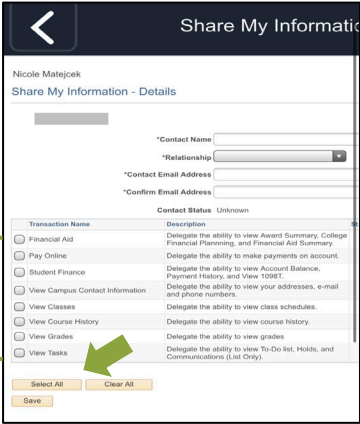 Share My Informatio
Nicole Matejcek
Share My Information - Details
*Contact Name
*Relationship
*Contact Email Address
*Confirm Email Address
Contact Status Unknown
Transaction Name Description St
Financial Aid Delegate the ability to view Award Summary, College
Financial Plannning, and Financial Aid Summary.
Pay Online Delegate the ability to make payments on account.
Student Finance Delegate the ability to view Account Balance,
Payment History, and View 1098T.
View Campus Contact Information Delegate the ability to view your addresses, e-mail
and phone numbers.
View Classes Delegate the ability to view class schedules.
View Course History Delegate the ability to view course history.
View Grades Delegate the ability to view grades
View Tasks Delegate the ability to view To-Do list, Holds, and
Communications (List Only).
Select All Clear All
Save